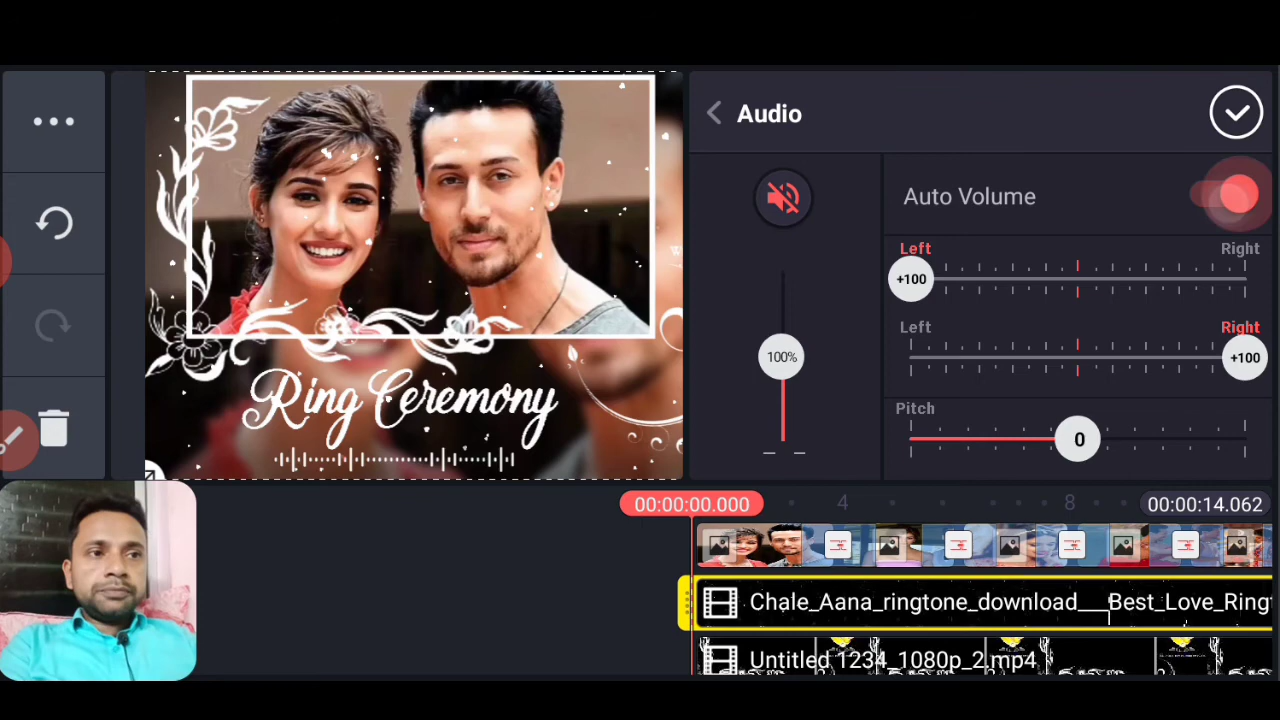 Audio
Auto Volume
Left Right
+100
Left Right
+100
100%
Pitch
0
Ring Ceremony
00:00:00.000 4 8 00:00:14.062
Chale_Aana_ringtone_download___Best_Love_Ringt
Untitled 1234_1080p_2.mp4